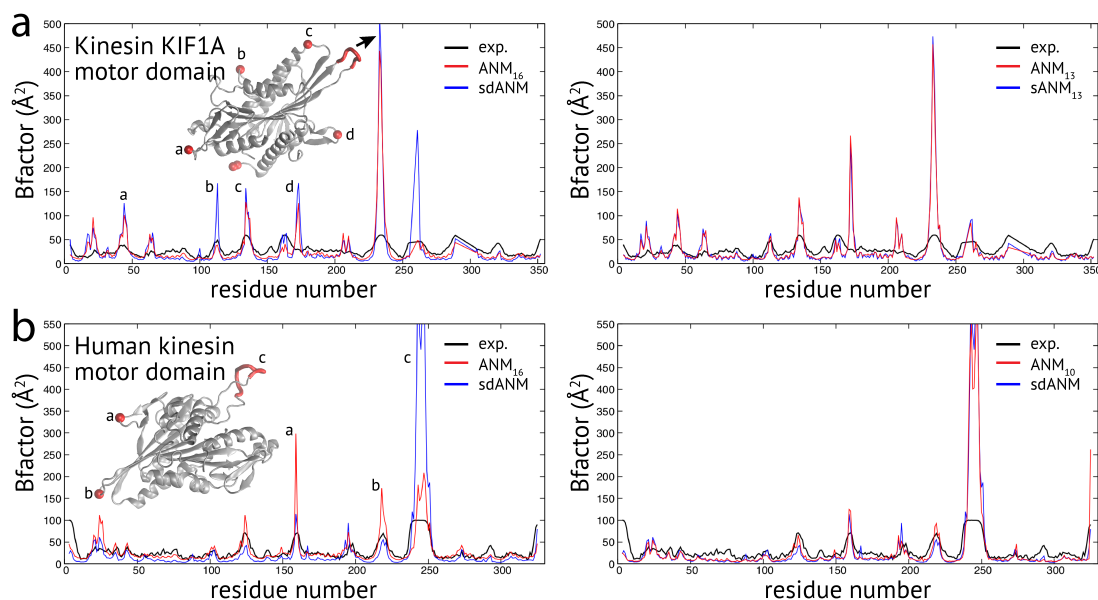 a
Kinesin KIF1A
motor domain
a
b
c
d
a
b
c
d
exp.
ANM16
sdANM
Bfactor (Å2)
500
450
400
350
300
250
200
150
100
50
0
0
50
100
150
200
250
300
350
residue number
exp.
ANM13
sANM13
Bfactor (Å2)
500
450
400
350
300
250
200
150
100
50
0
0
50
100
150
200
250
300
350
residue number
b
Human kinesin
motor domain
a
b
c
a
b
c
exp.
ANM16
sdANM
Bfactor (Å2)
550
500
450
400
350
300
250
200
150
100
50
0
0
50
100
150
200
250
300
residue number
exp.
ANM10
sdANM
Bfactor (Å2)
550
500
450
400
350
300
250
200
150
100
50
0
0
50
100
150
200
250
300
residue number